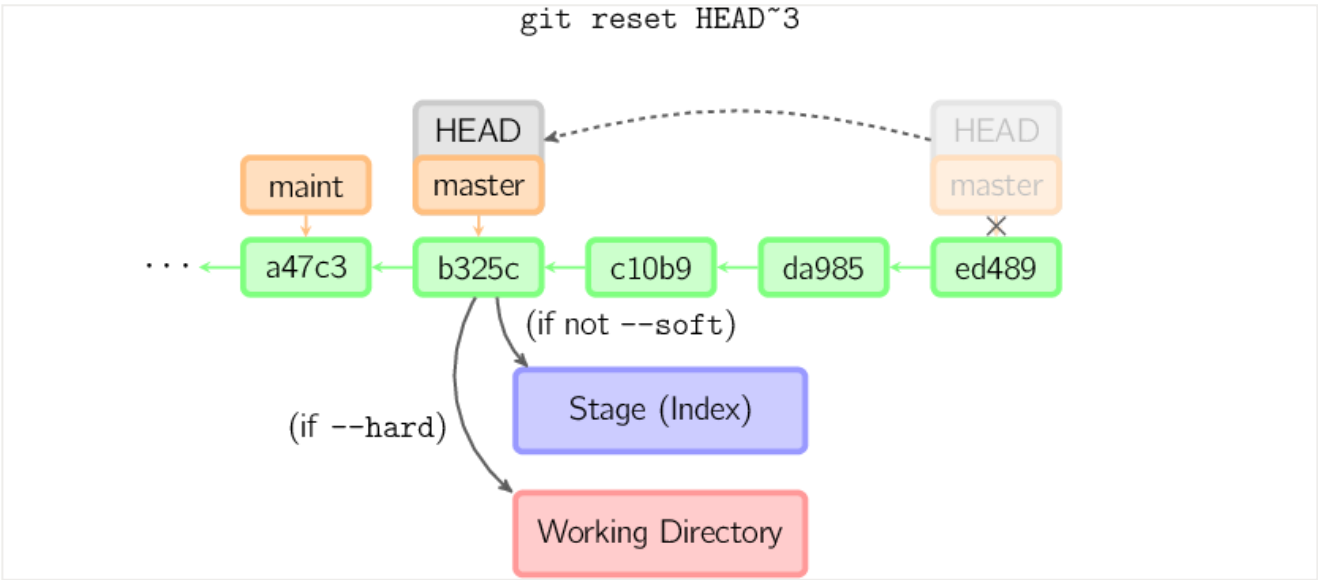 git reset HEAD~3
HEAD
HEAD
maint
master
master
...
a47c3
b325c
c10b9
da985
ed489
(if not --soft)
Stage (Index)
(if --hard)
Working Directory